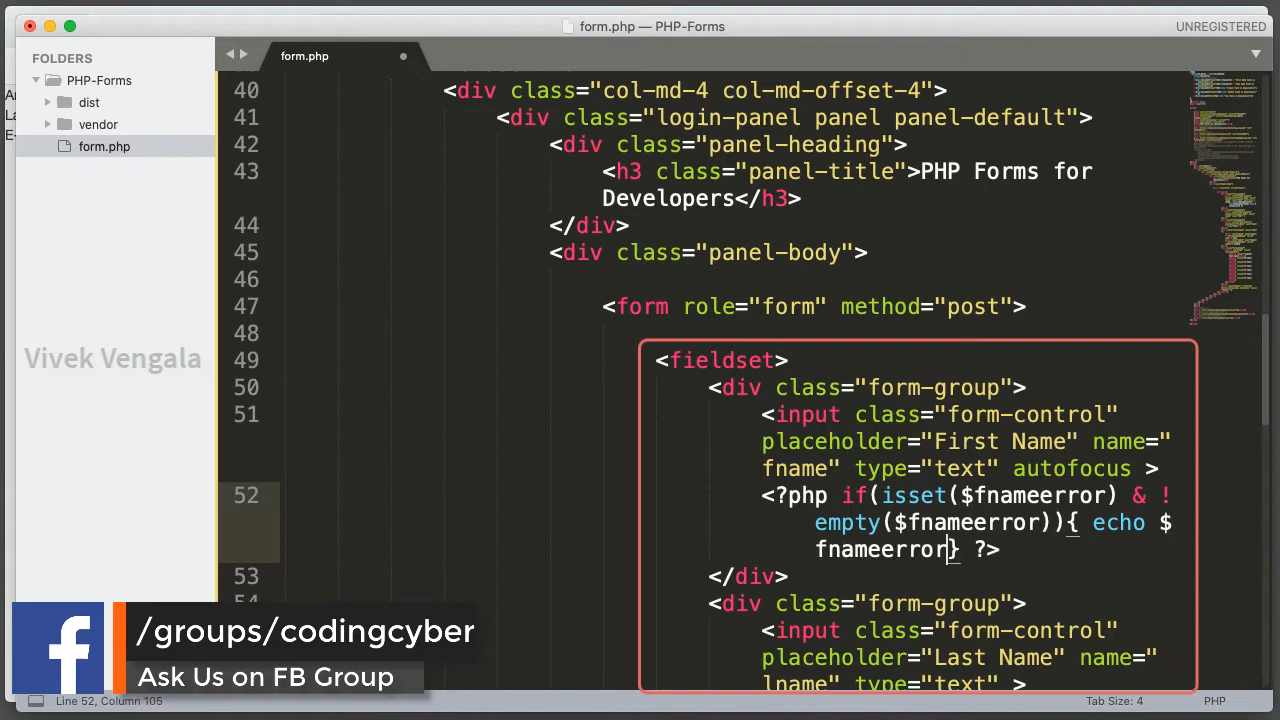 form.php — PHP-Forms
UNREGISTERED
FOLDERS
PHP-Forms
dist
vendor
form.php
form.php
40 <div class="col-md-4 col-md-offset-4">
41 <div class="login-panel panel panel-default">
42 <div class="panel-heading">
43 <h3 class="panel-title">PHP Forms for
Developers</h3>
44 </div>
45 <div class="panel-body">
46
47 <form role="form" method="post">
48
49 <fieldset>
50 <div class="form-group">
51 <input class="form-control"
placeholder="First Name" name="
fname" type="text" autofocus >
52 <?php if(isset($fnameerror) & !
empty($fnameerror)){ echo $
fnameerror} ?>
53 </div>
54 <div class="form-group">
<input class="form-control"
placeholder="Last Name" name="
lname" type="text" >
Vivek Vengala
/groups/codingcyber
Ask Us on FB Group
Line 52, Column 105
Tab Size: 4
PHP